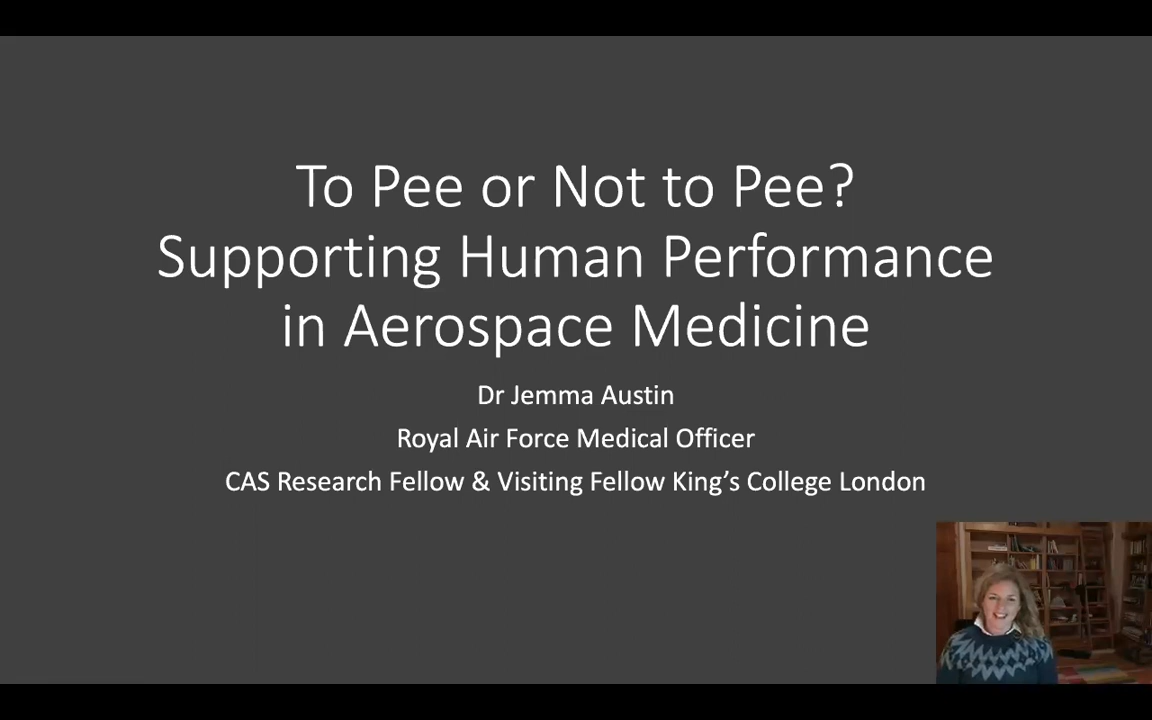 To Pee or Not to Pee?
Supporting Human Performance
in Aerospace Medicine
Dr Jemma Austin
Royal Air Force Medical Officer
CAS Research Fellow & Visiting Fellow King’s College London